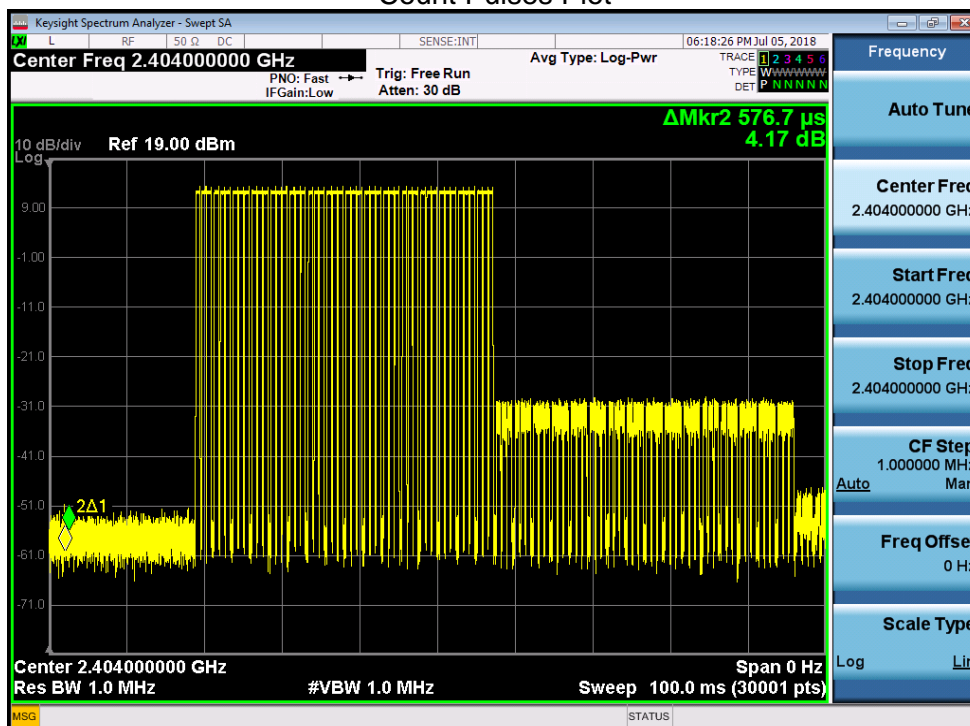 Count Pulses Plot
Keysight Spectrum Analyzer - Swept SA
LXI L RF 50 Ω DC SENSE:INT 06:18:26 PM Jul 05, 2018
Center Freq 2.404000000 GHz
Avg Type: Log-Pwr
TRACE 1 2 3 4 5 6
PNO: Fast Trig: Free Run
TYPE WWWWWWW
IFGain:Low Atten: 30 dB
DET P N N N N N
ΔMkr2 576.7 µs
4.17 dB
10 dB/div Ref 19.00 dBm
Log
9.00
-1.00
-11.0
-21.0
-31.0
-41.0
-51.0
2Δ1
-61.0
-71.0
Center 2.404000000 GHz Span 0 Hz
Res BW 1.0 MHz #VBW 1.0 MHz Sweep 100.0 ms (30001 pts)
MSG STATUS
Frequency
Auto Tune
Center Freq
2.404000000 GHz
Start Freq
2.404000000 GHz
Stop Freq
2.404000000 GHz
CF Step
1.000000 MHz
Auto Man
Freq Offset
0 Hz
Scale Type
Log Lin